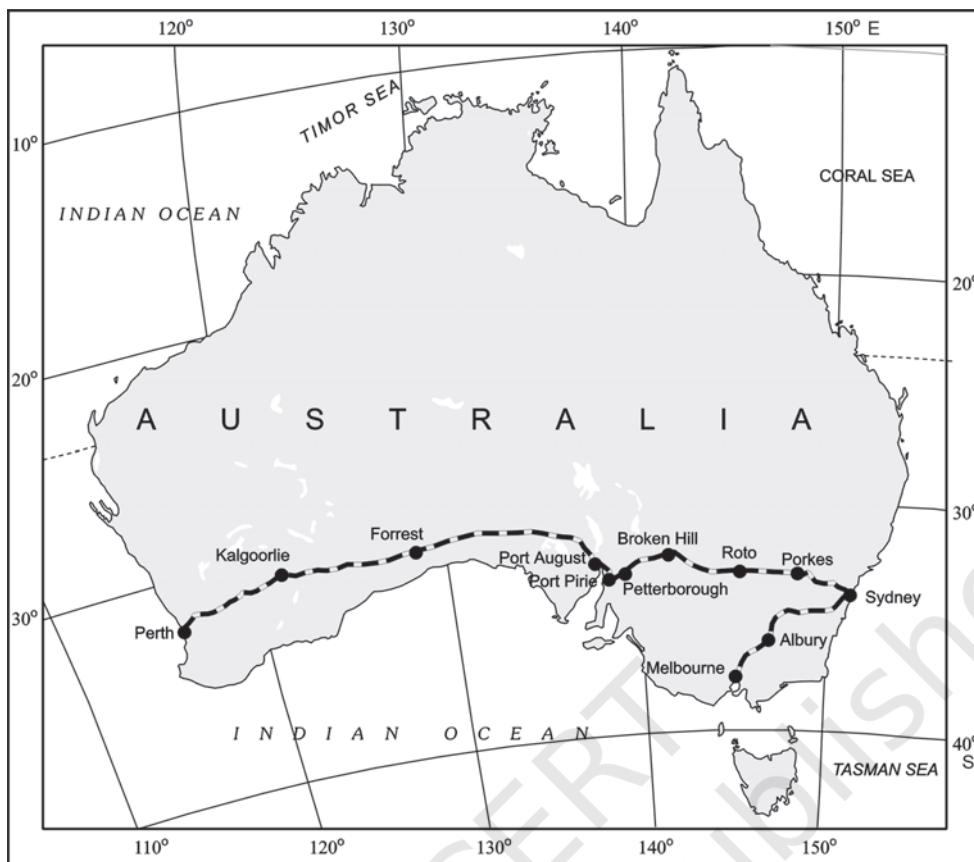 120° 130° 140° 150° E
TIMOR SEA
10°
CORAL SEA
INDIAN OCEAN
20°
20°
A U S T R A L I A
30°
Forrest
Broken Hill
Kalgoorlie
Port August
Roto
Porkes
Port Pirie
Petterborough
Sydney
30°
Perth
Albury
Melbourne
INDIAN OCEAN
40°
S
TASMAN SEA
110° 120° 130° 140° 150°